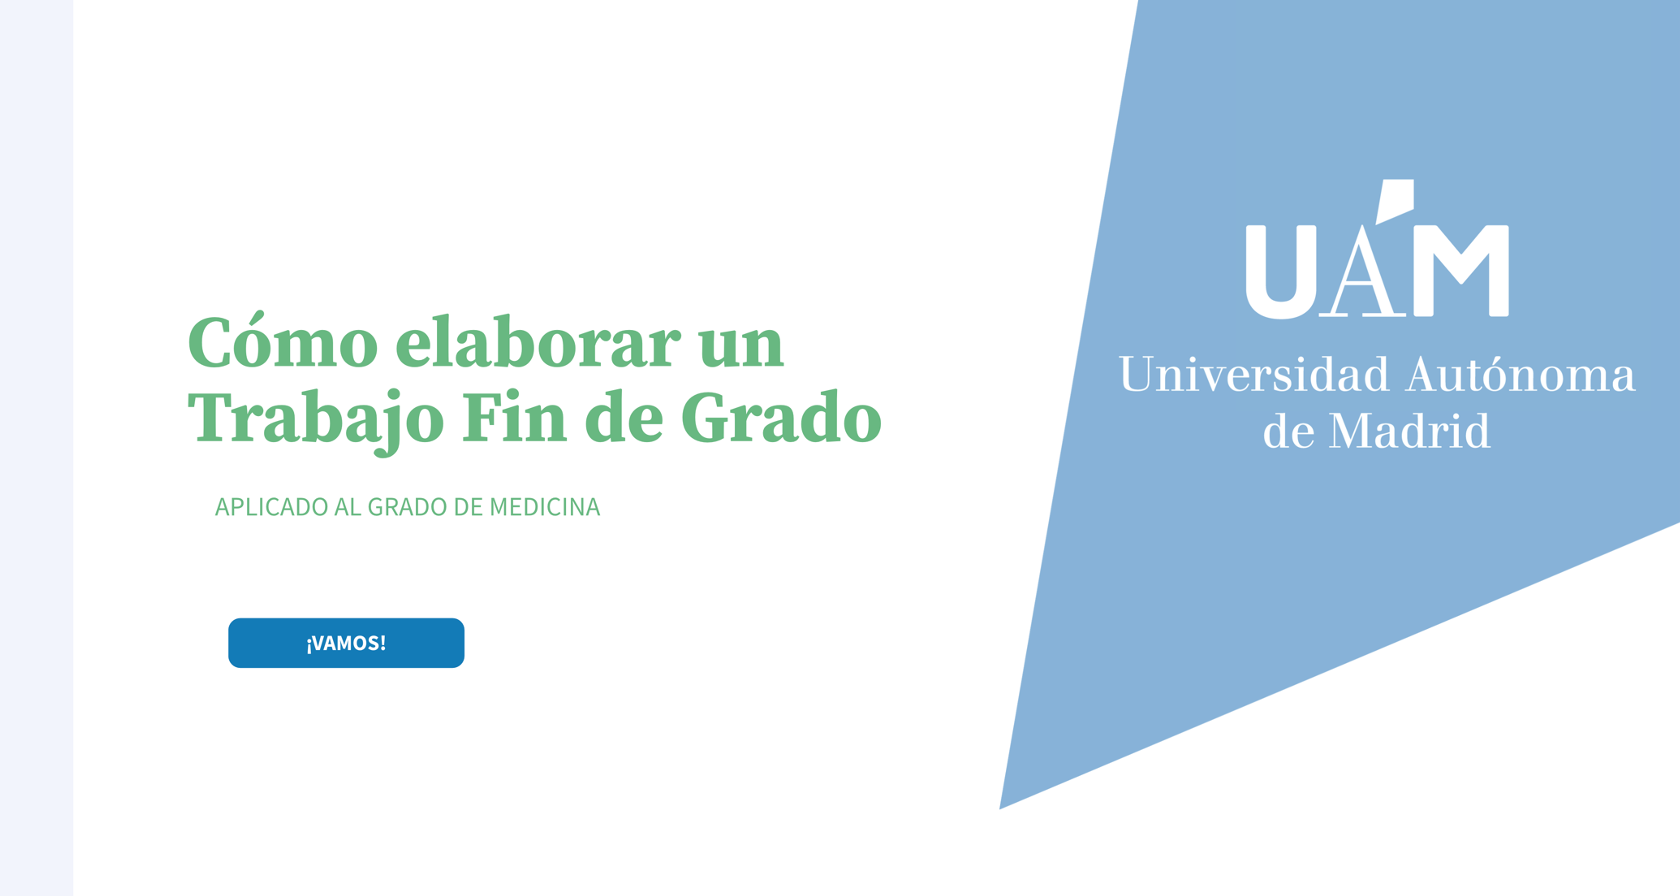 Cómo elaborar un
Trabajo Fin de Grado
APLICADO AL GRADO DE MEDICINA
¡VAMOS!
UAM
Universidad Autónoma
de Madrid